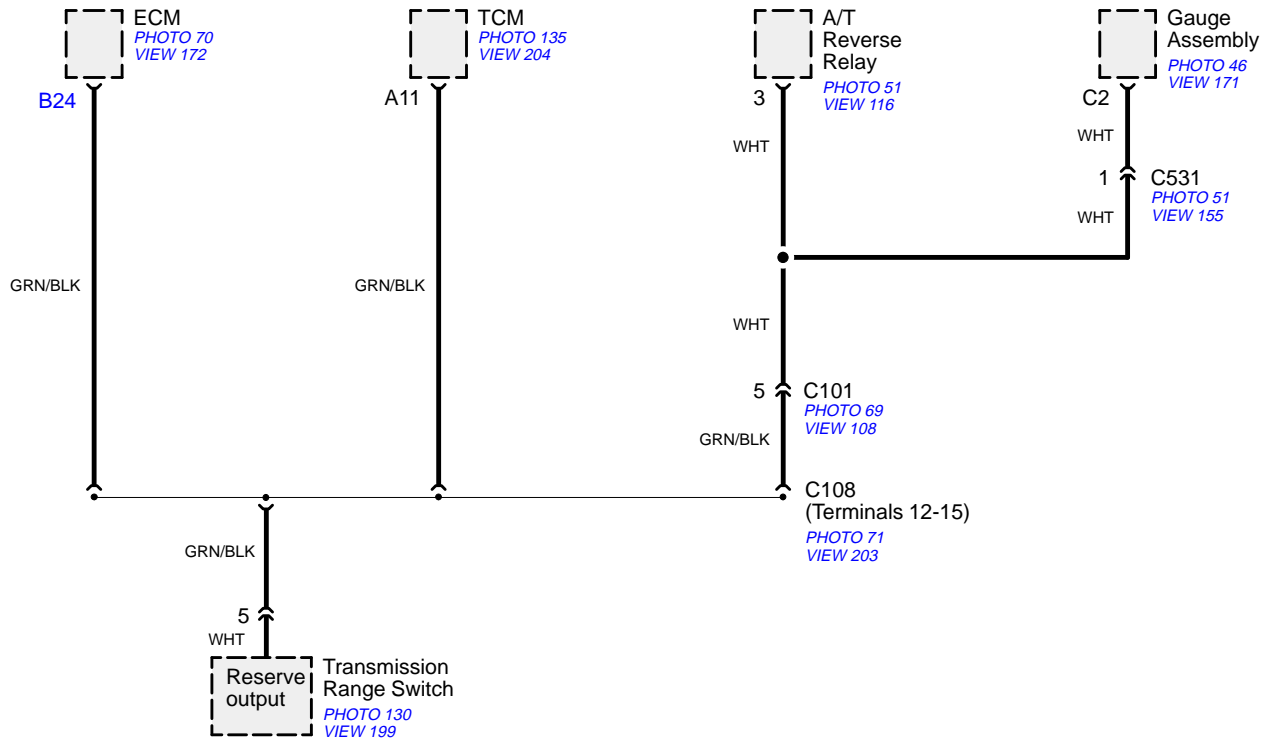 ECM
PHOTO 70
VIEW 172
B24
TCM
PHOTO 135
VIEW 204
A11
A/T
Reverse
Relay
PHOTO 51
VIEW 116
3
Gauge
Assembly
PHOTO 46
VIEW 171
C2
WHT
WHT
1
C531
PHOTO 51
VIEW 155
WHT
GRN/BLK
GRN/BLK
WHT
5
C101
PHOTO 69
VIEW 108
GRN/BLK
C108
(Terminals 12-15)
PHOTO 71
VIEW 203
GRN/BLK
5
WHT
Reserve
output
Transmission
Range Switch
PHOTO 130
VIEW 199